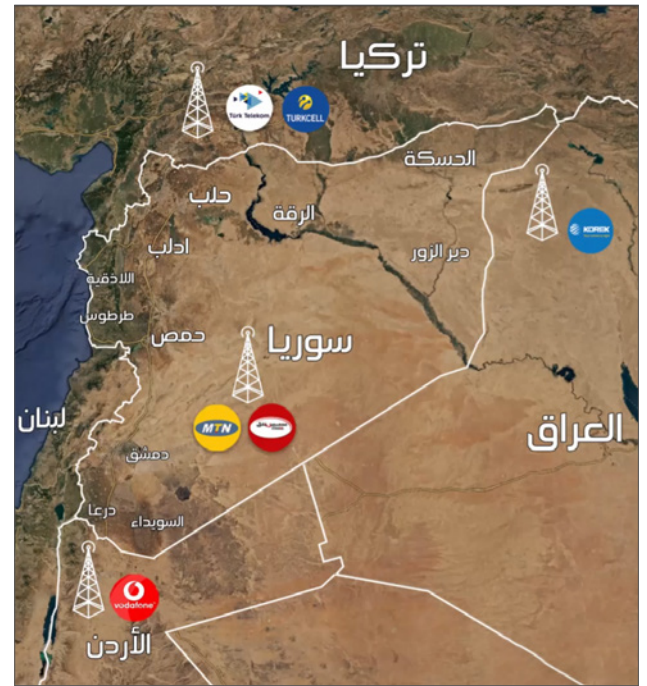 تركيا
Türk Telekom
TURKCELL
الحسكة
حلب
الرقة
KOREK
ادلب
دير الزور
اللاذقية
طرطوس
حمص
سوريا
لبنان
MTN
العراق
دمشق
درعا
السويداء
vodafone
الأردن